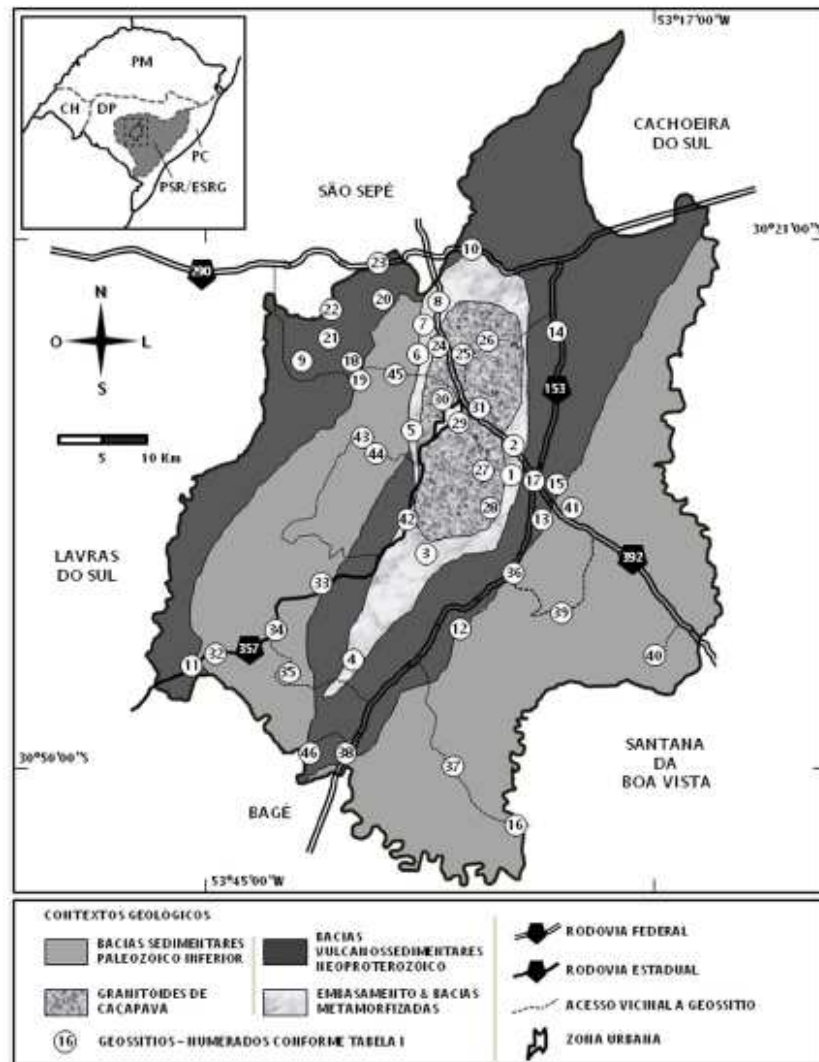 53°17'00"W
PM
CH
DP
PC
PSR/ESRG
CACHOEIRA
DO SUL
SÃO SEPÉ
30°21'00"S
10
23
290
20
8
22
7
N
O
L
S
21
24
25
26
14
9
18
6
19
45
153
30
31
5
29
43
44
2
5
10 Km
27
1
17
15
28
41
42
13
3
392
LAVRAS
DO SUL
33
36
39
34
12
357
32
11
35
4
40
46
38
30°50'00"S
37
SANTANA
DA
BOA VISTA
BAGÉ
16
53°45'00"W
CONTEXTOS GEOLÓGICOS
BACIAS SEDIMENTARES
PALEOZÓICO INFERIOR
BACIAS
VULCANOSSEDIMENTARES
NEOPROTEROZÓICO
GRANITOIDES DE
CAÇAPAVA
EMBASAMENTO & BACIAS
METAMORFIZADAS
16
GEOSSITIOS – NUMERADOS CONFORME TABELA I
RODOVIA FEDERAL
RODOVIA ESTADUAL
ACESSO VICINAL A GEOSSITIO
ZONA URBANA